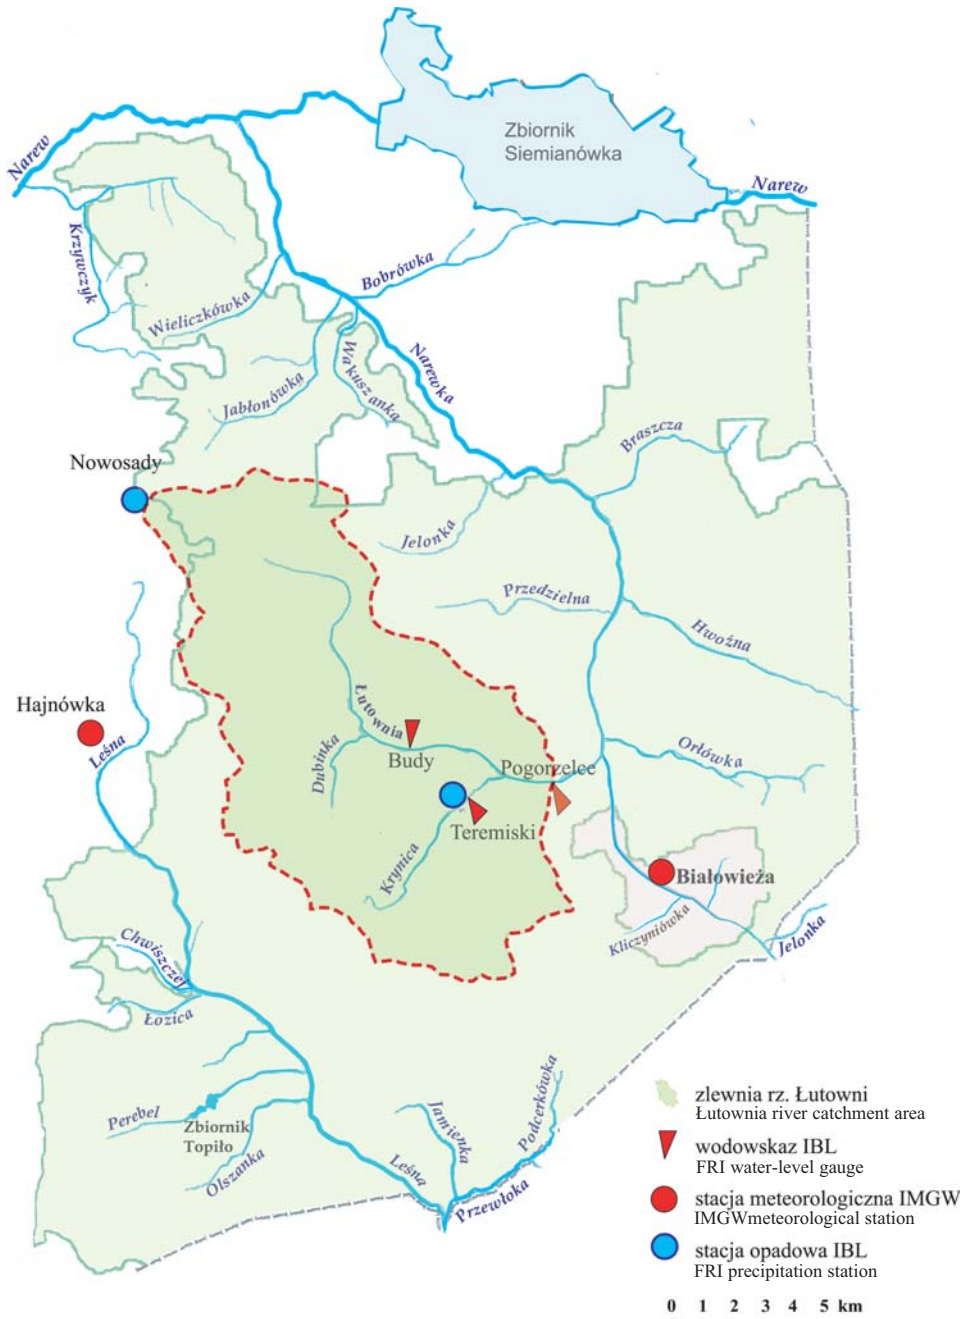 Zbiornik
Siemianówka
Narew
Narew
Krzywczyk
Bobrówka
Wieliczkówka
Narewka
Wakuszanka
Jabłonówka
Braszcza
Nowosady
Jelonka
Przedzielna
Hwoźna
Hajnówka
Leśna
Łutownia
Dubinka
Budy
Orłówka
Pogorzelce
Teremiski
Krynica
Białowieża
Kliczyniówka
Jelonka
Chwiszczej
Łozica
Perebel
Zbiornik
Topiło
Olszanka
Leśna
Jamienka
Podcerkówka
Przewłoka
zlewnia rz. Łutowni
Łutownia river catchment area
wodowskaz IBL
FRI water-level gauge
stacja meteorologiczna IMGW
IMGWmeteorological station
stacja opadowa IBL
FRI precipitation station
0 1 2 3 4 5 km